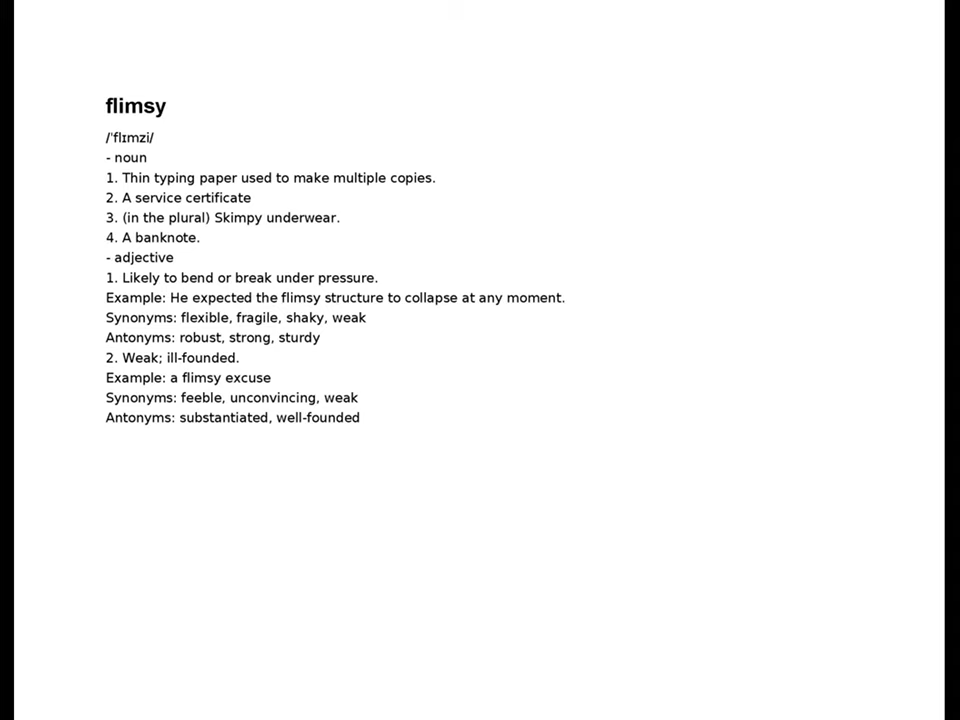 flimsy
/ˈflɪmzi/
- noun
1. Thin typing paper used to make multiple copies.
2. A service certificate
3. (in the plural) Skimpy underwear.
4. A banknote.
- adjective
1. Likely to bend or break under pressure.
Example: He expected the flimsy structure to collapse at any moment.
Synonyms: flexible, fragile, shaky, weak
Antonyms: robust, strong, sturdy
2. Weak; ill-founded.
Example: a flimsy excuse
Synonyms: feeble, unconvincing, weak
Antonyms: substantiated, well-founded